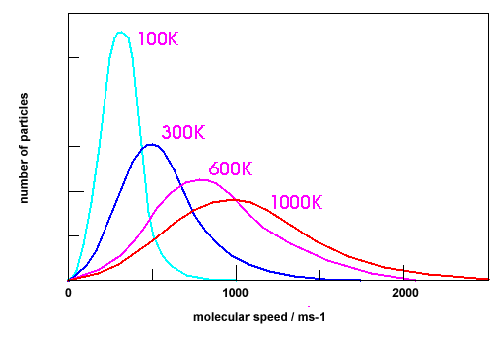 100K
300K
600K
1000K
number of particles
0
1000
2000
molecular speed / ms-1